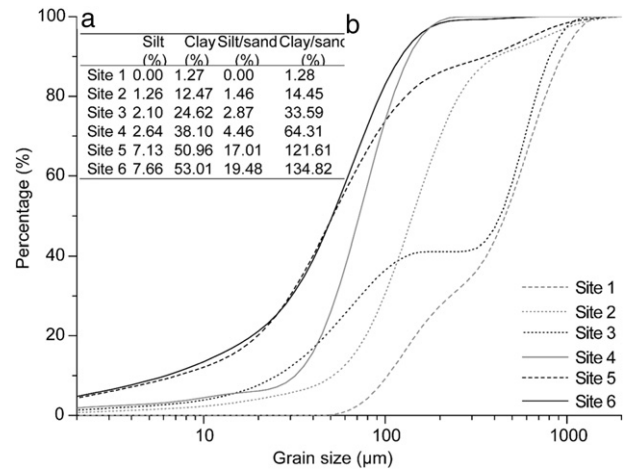 a
b
Silt Clay Silt/sand Clay/sand
(%) (%) (%) (%)
Site 1 0.00 1.27 0.00 1.28
Site 2 1.26 12.47 1.46 14.45
Site 3 2.10 24.62 2.87 33.59
Site 4 2.64 38.10 4.46 64.31
Site 5 7.13 50.96 17.01 121.61
Site 6 7.66 53.01 19.48 134.82
Percentage (%)
100
80
60
40
20
0
Site 1
Site 2
Site 3
Site 4
Site 5
Site 6
10 100 1000
Grain size (μm)